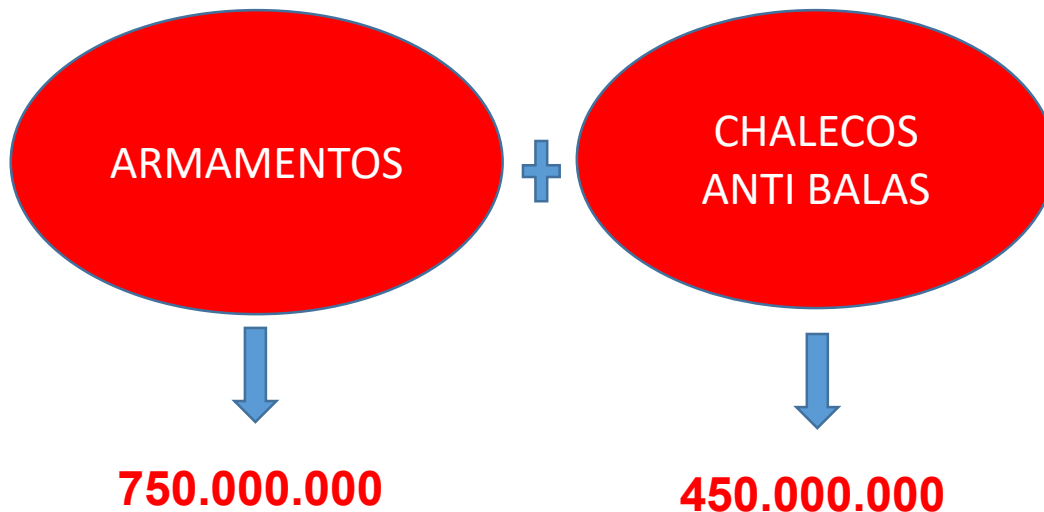 ARMAMENTOS
CHALECOS
ANTI BALAS
750.000.000
450.000.000